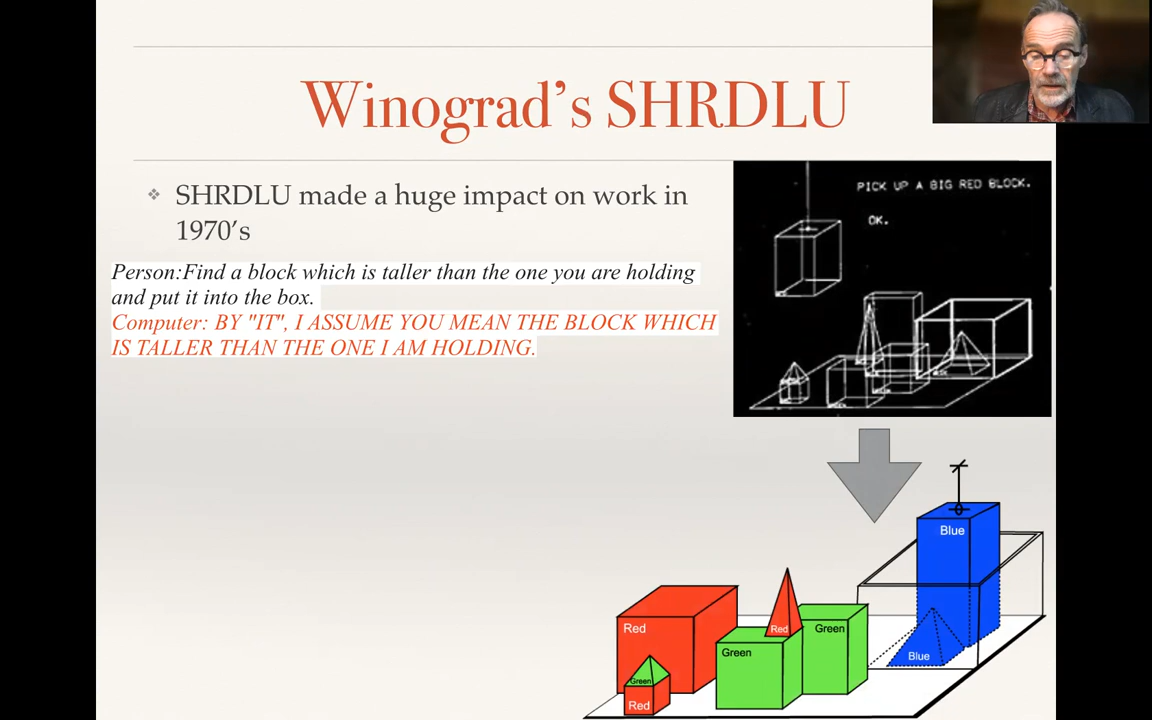 Winograd's SHRDLU
❖ SHRDLU made a huge impact on work in
1970's
Person:Find a block which is taller than the one you are holding
and put it into the box.
Computer: BY "IT", I ASSUME YOU MEAN THE BLOCK WHICH
IS TALLER THAN THE ONE I AM HOLDING.
PICK UP A BIG RED BLOCK.
OK.
Blue
Red
Red
Green
Green
Green
Red
Blue